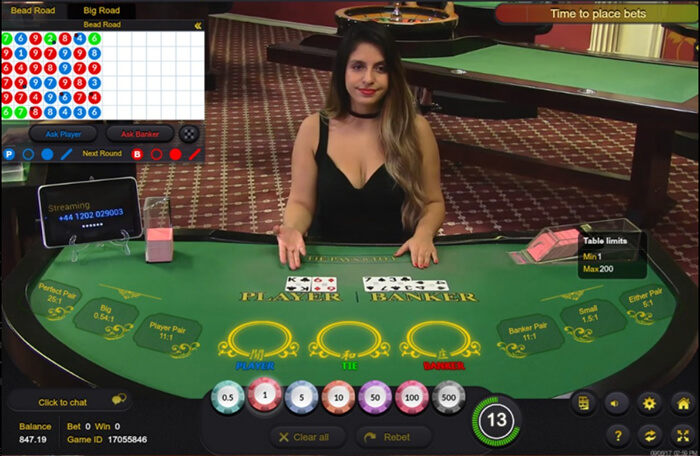 Bead Road
Big Road
Time to place bets
Bead Road
«
Ask Player
Ask Banker
P
Next Round
B
Streaming
+44 1202 029003
Table limits
Min 1
Max 200
PLAYER
BANKER
Perfect Pair
25:1
Big
0.54:1
Player Pair
11:1
Banker Pair
11:1
Small
1.5:1
Either Pair
5:1
PLAYER
TIE
BANKER
Click to chat
0.5
1
5
10
50
100
500
13
Balance
Bet 0 Win 0
847.19
Game ID 17055846
Clear all
Rebet
?